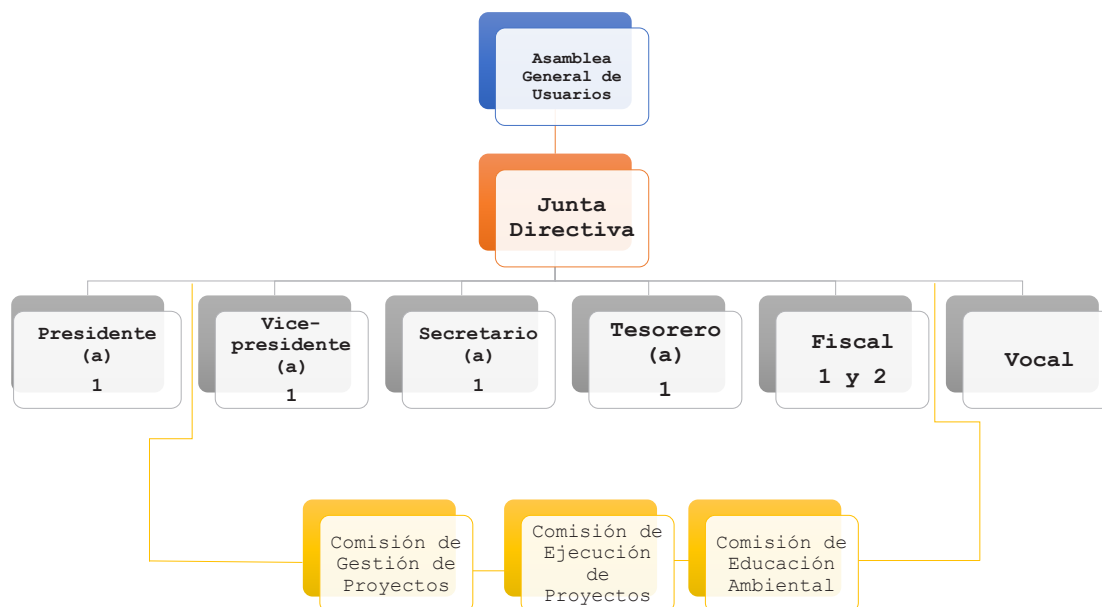 Asamblea
General de
Usuarios
Junta
Directiva
Presidente
(a)
1
Vice-
presidente
(a)
1
Secretario
(a)
1
Tesorero
(a)
1
Fiscal
1 y 2
Vocal
Comisión de
Gestión de
Proyectos
Comisión de
Ejecución
de
Proyectos
Comisión de
Educación
Ambiental